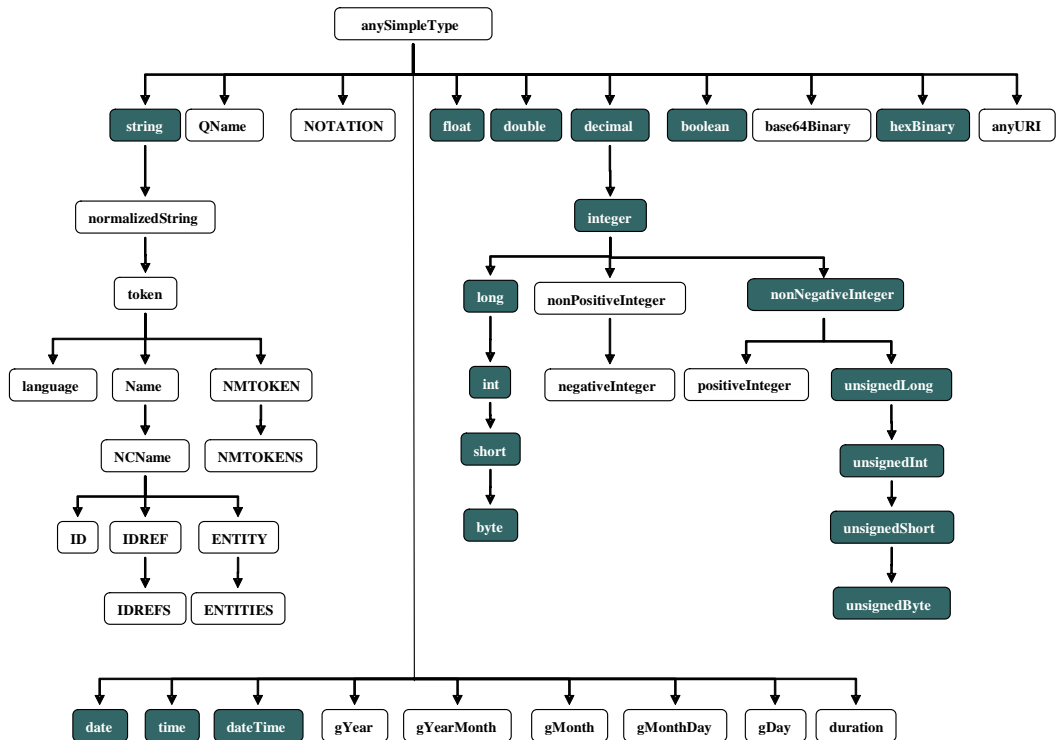 anySimpleType
string
QName
NOTATION
float
double
decimal
boolean
base64Binary
hexBinary
anyURI
normalizedString
integer
token
long
nonPositiveInteger
nonNegativeInteger
language
Name
NMTOKEN
int
negativeInteger
positiveInteger
unsignedLong
NCName
NMTOKENS
short
unsignedInt
ID
IDREF
ENTITY
byte
unsignedShort
IDREFS
ENTITIES
unsignedByte
date
time
dateTime
gYear
gYearMonth
gMonth
gMonthDay
gDay
duration